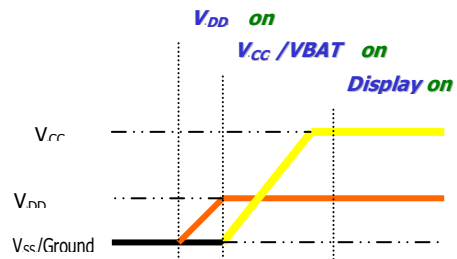 VDD on
VCC /VBAT on
Display on
VCC
VDD
VSS/Ground